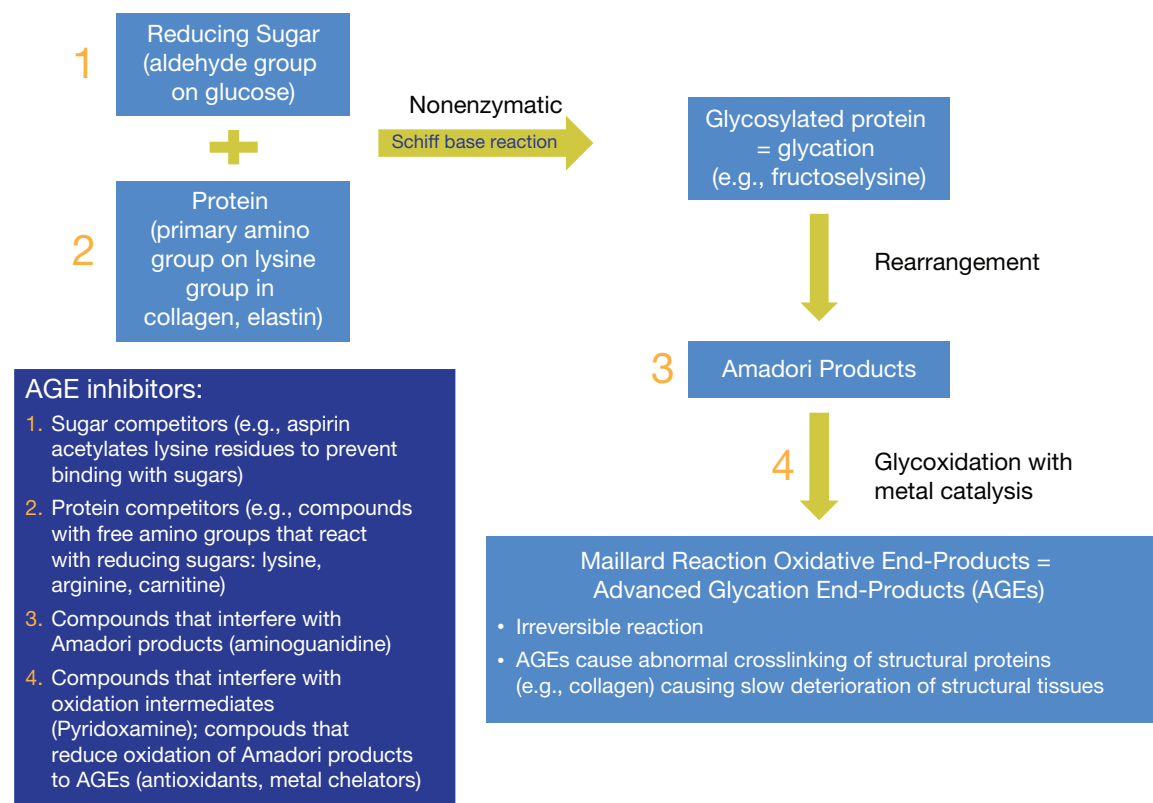 1
Reducing Sugar
(aldehyde group
on glucose)
2
Protein
(primary amino
group on lysine
group in
collagen, elastin)
Nonenzymatic
Schiff base reaction
Glycosylated protein
= glycation
(e.g., fructoselysine)
Rearrangement
3
Amadori Products
4
Glycoxidation with
metal catalysis
Maillard Reaction Oxidative End-Products =
Advanced Glycation End-Products (AGEs)
• Irreversible reaction
• AGEs cause abnormal crosslinking of structural proteins
(e.g., collagen) causing slow deterioration of structural tissues
AGE inhibitors:
1. Sugar competitors (e.g., aspirin
acetylates lysine residues to prevent
binding with sugars)
2. Protein competitors (e.g., compounds
with free amino groups that react
with reducing sugars: lysine,
arginine, carnitine)
3. Compounds that interfere with
Amadori products (aminoguanidine)
4. Compounds that interfere with
oxidation intermediates
(Pyridoxamine); compouds that
reduce oxidation of Amadori products
to AGEs (antioxidants, metal chelators)